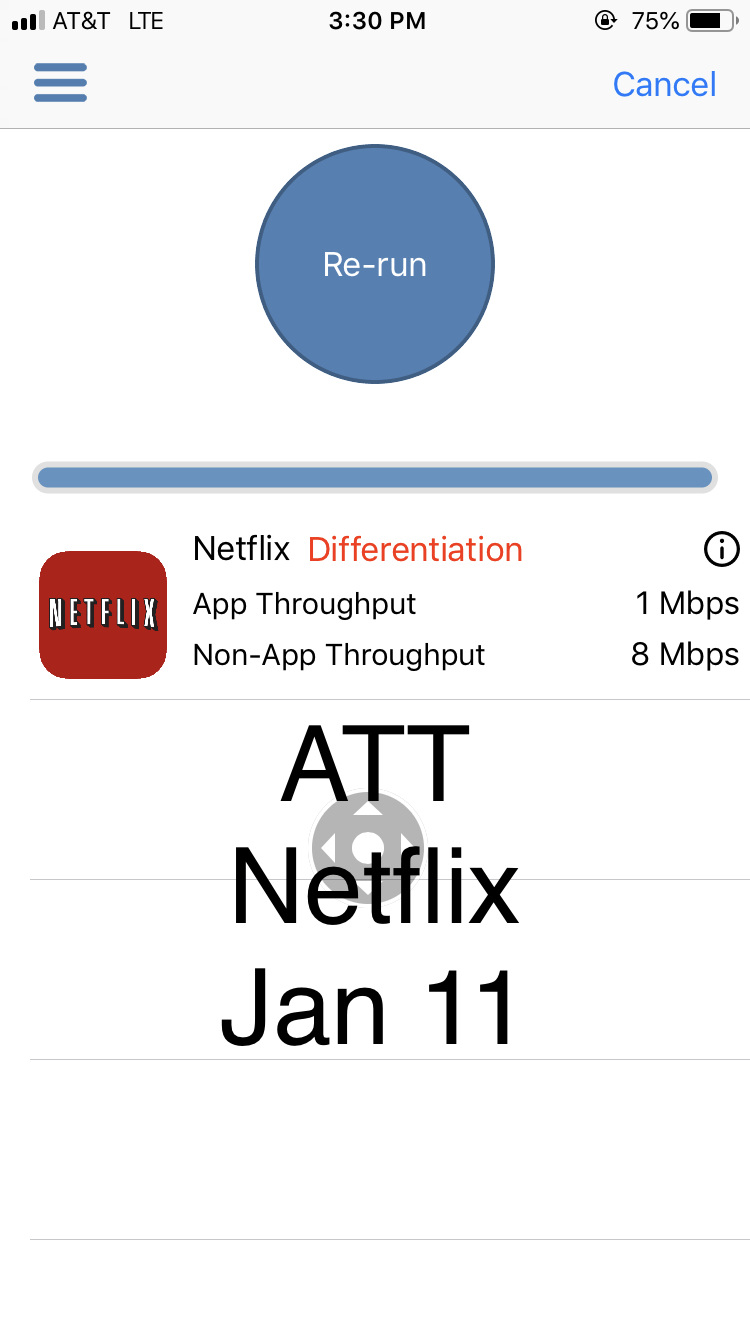 AT&T LTE 3:30 PM 75%
Cancel
Re-run
Netflix Differentiation
NETFLIX
App Throughput 1 Mbps
Non-App Throughput 8 Mbps
ATT
Netflix
Jan 11